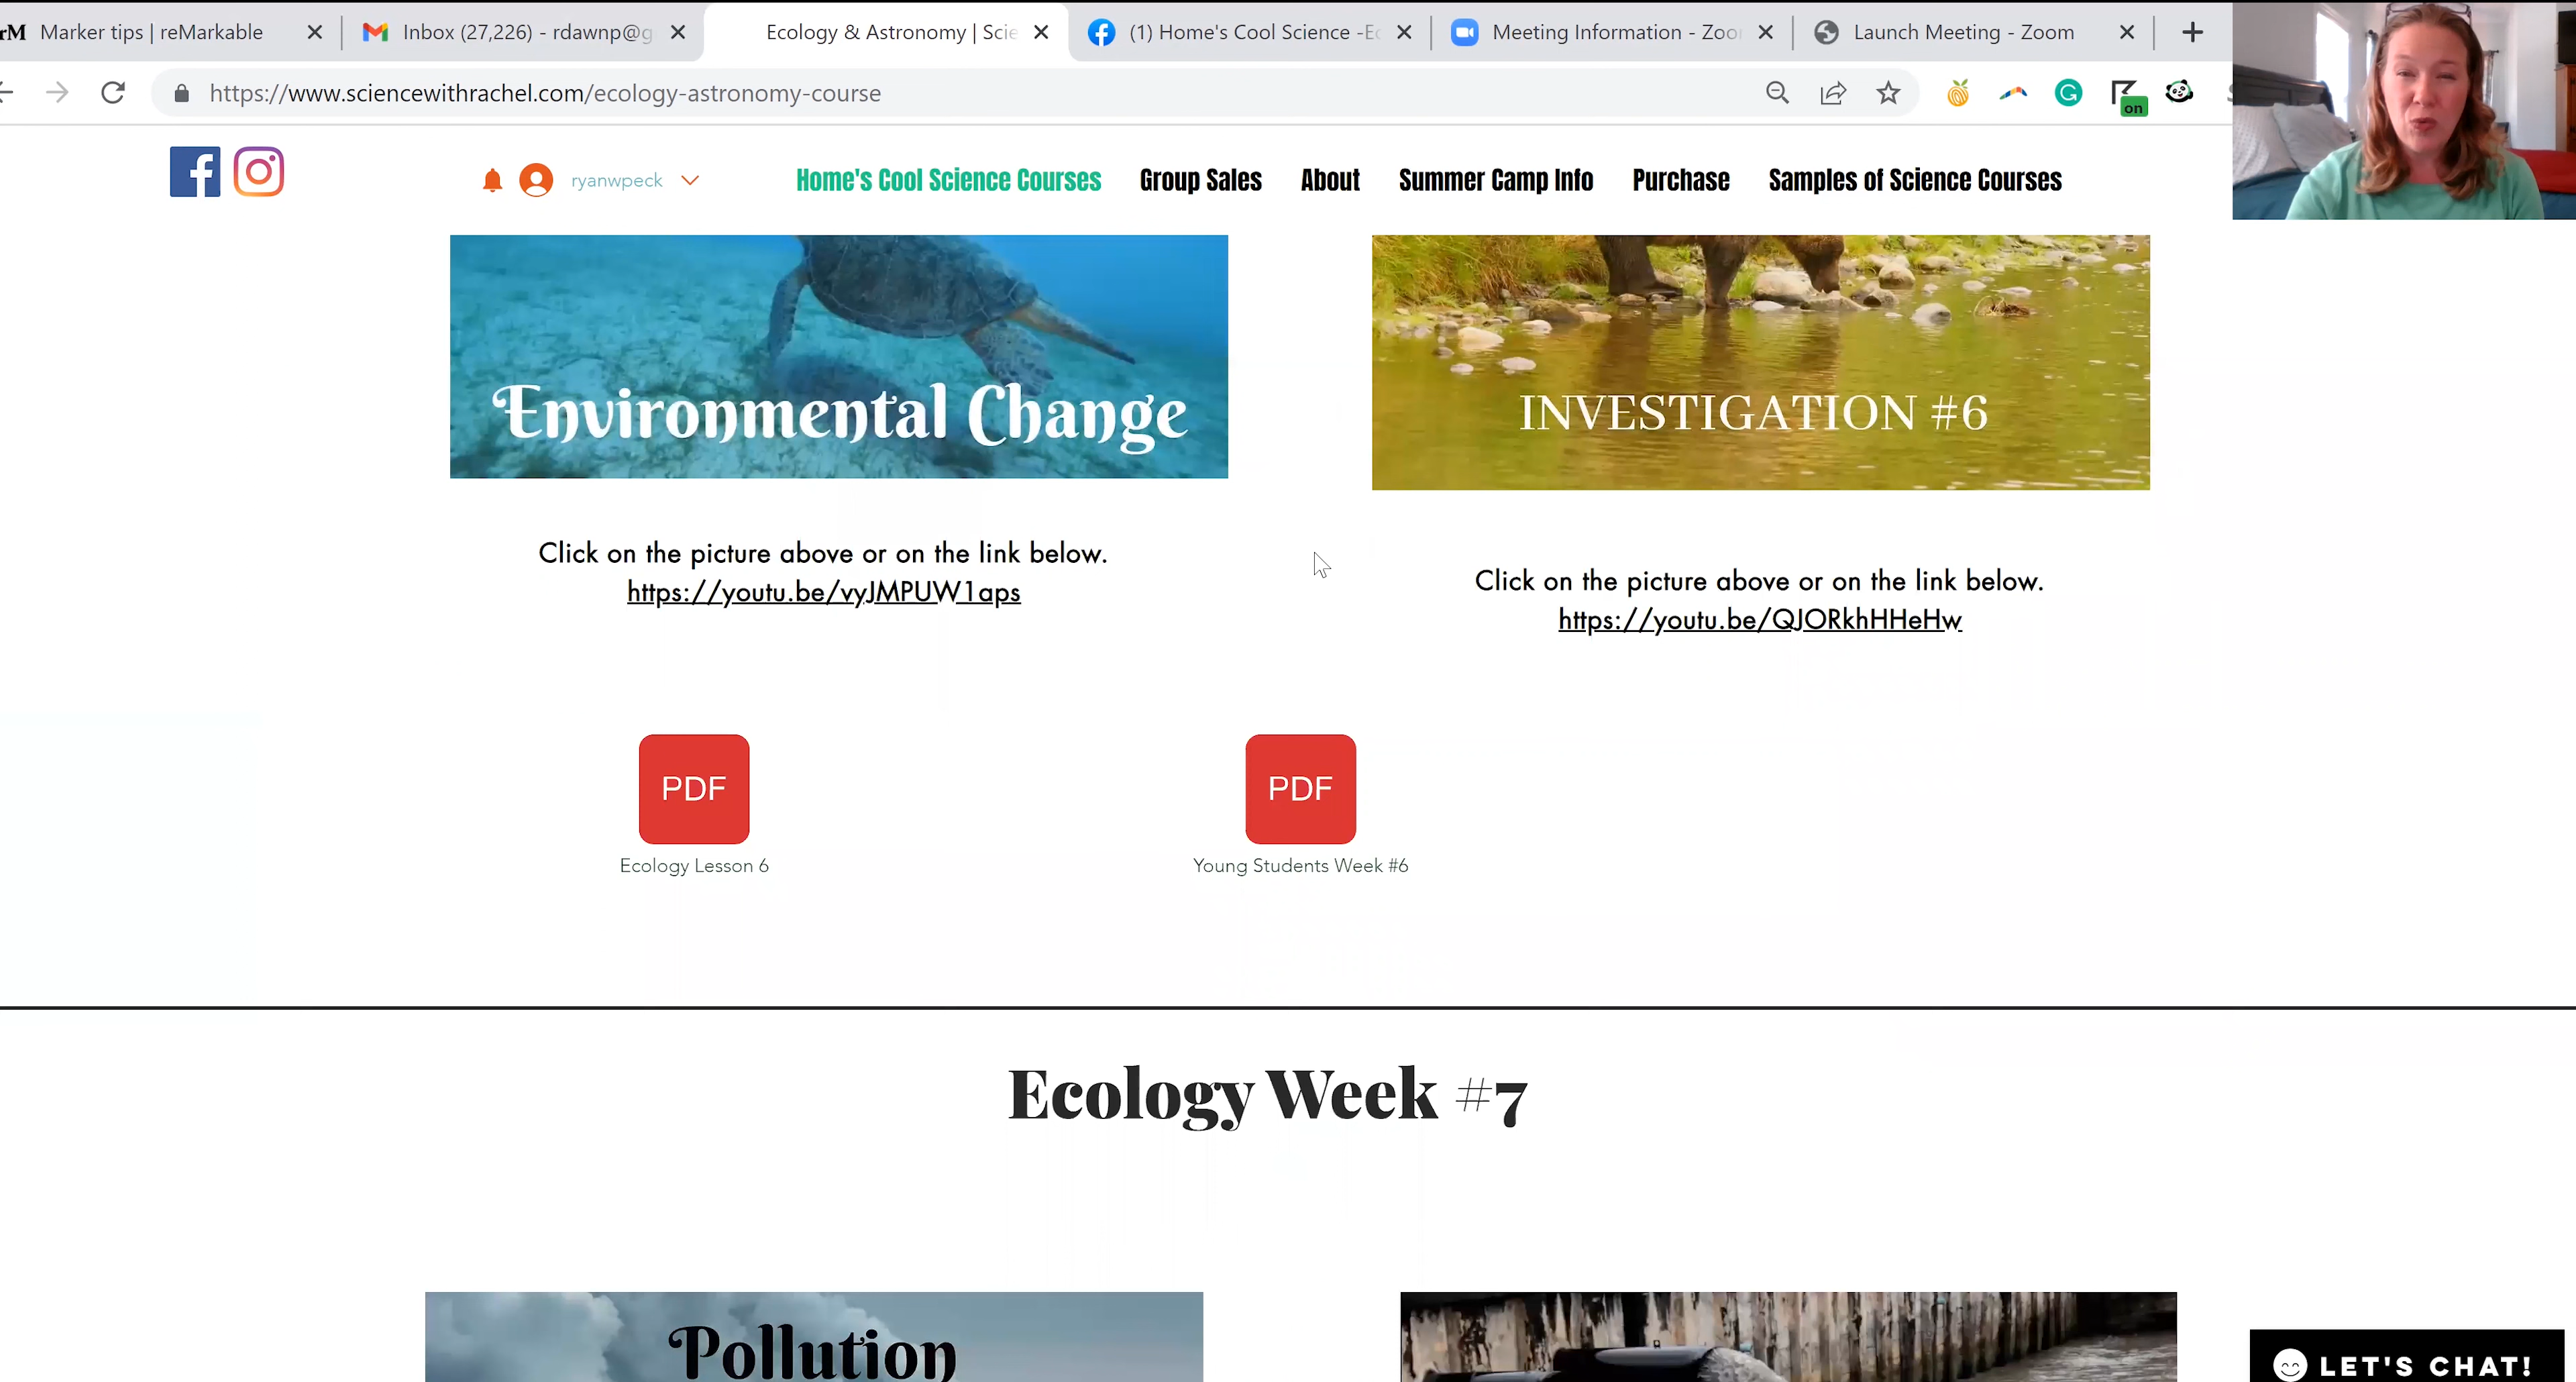 rM Marker tips | reMarkable
Inbox (27,226) - rdawnp@g
Ecology & Astronomy | Scie
(1) Home's Cool Science -Ec
Meeting Information - Zoo
Launch Meeting - Zoom
https://www.sciencewithrachel.com/ecology-astronomy-course
on
ryanwpeck
Home's Cool Science Courses
Group Sales
About
Summer Camp Info
Purchase
Samples of Science Courses
Environmental Change
INVESTIGATION #6
Click on the picture above or on the link below.
https://youtu.be/vyJMPUW1aps
Click on the picture above or on the link below.
https://youtu.be/QJORkhHHeHw
PDF
Ecology Lesson 6
PDF
Young Students Week #6
Ecology Week #7
Pollution
LET'S CHAT!